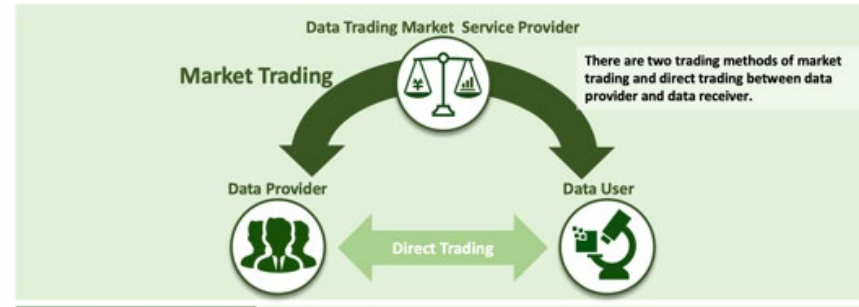 Data Trading Market Service Provider
Market Trading
There are two trading methods of market
trading and direct trading between data
provider and data receiver.
¥
Data Provider
Data User
Direct Trading